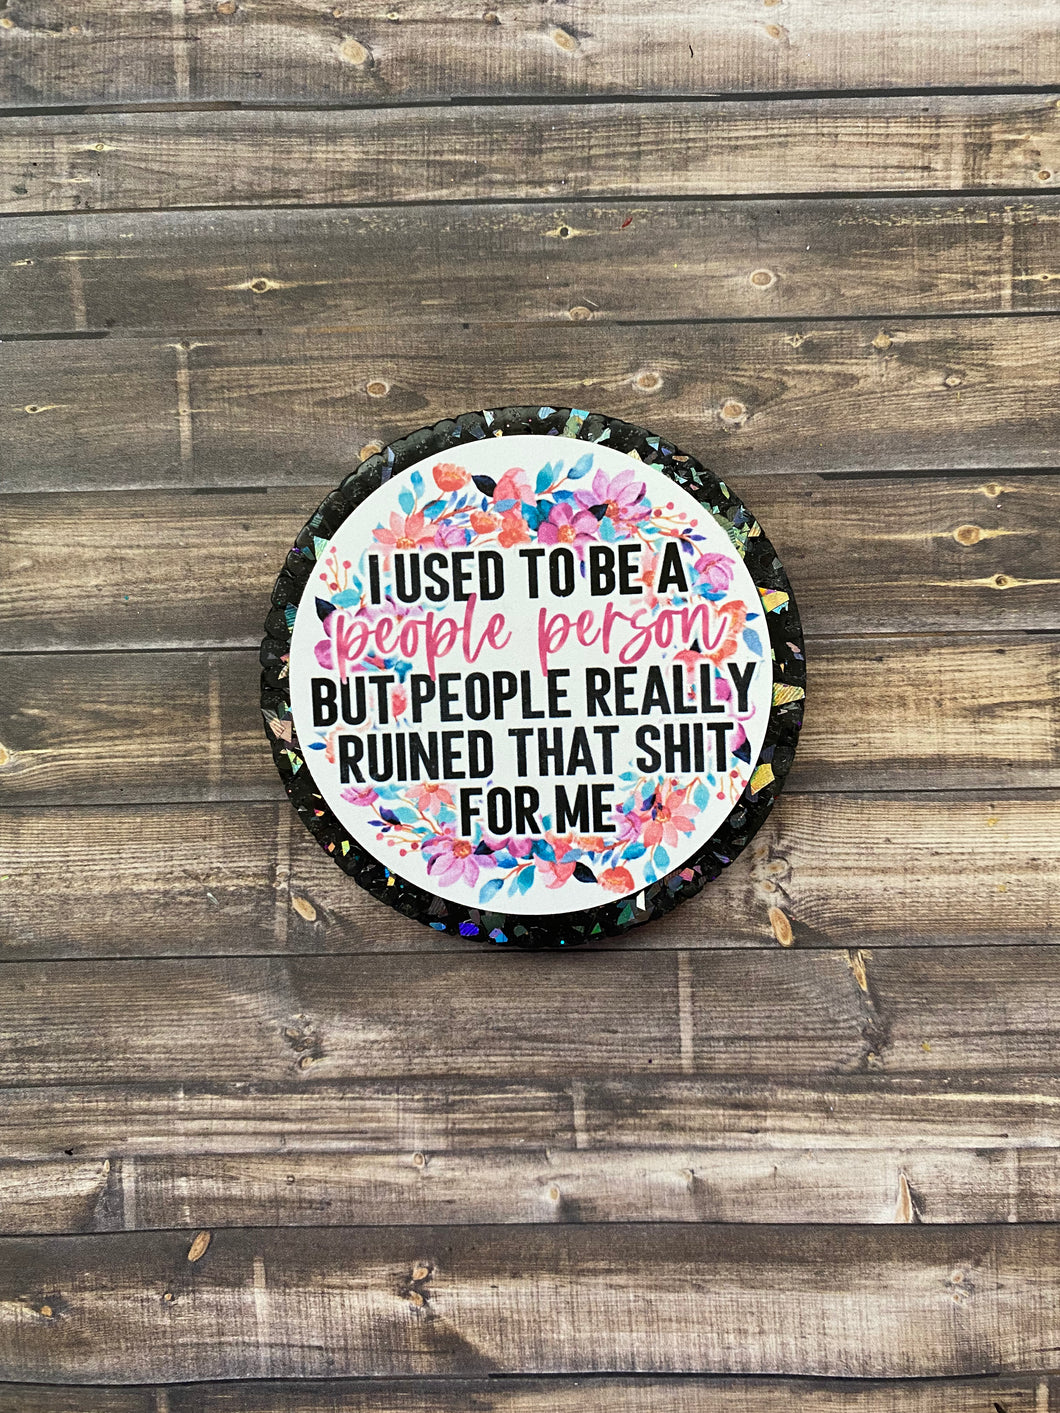 I USED TO BE A
people person
BUT PEOPLE REALLY
RUINED THAT SHIT
FOR ME